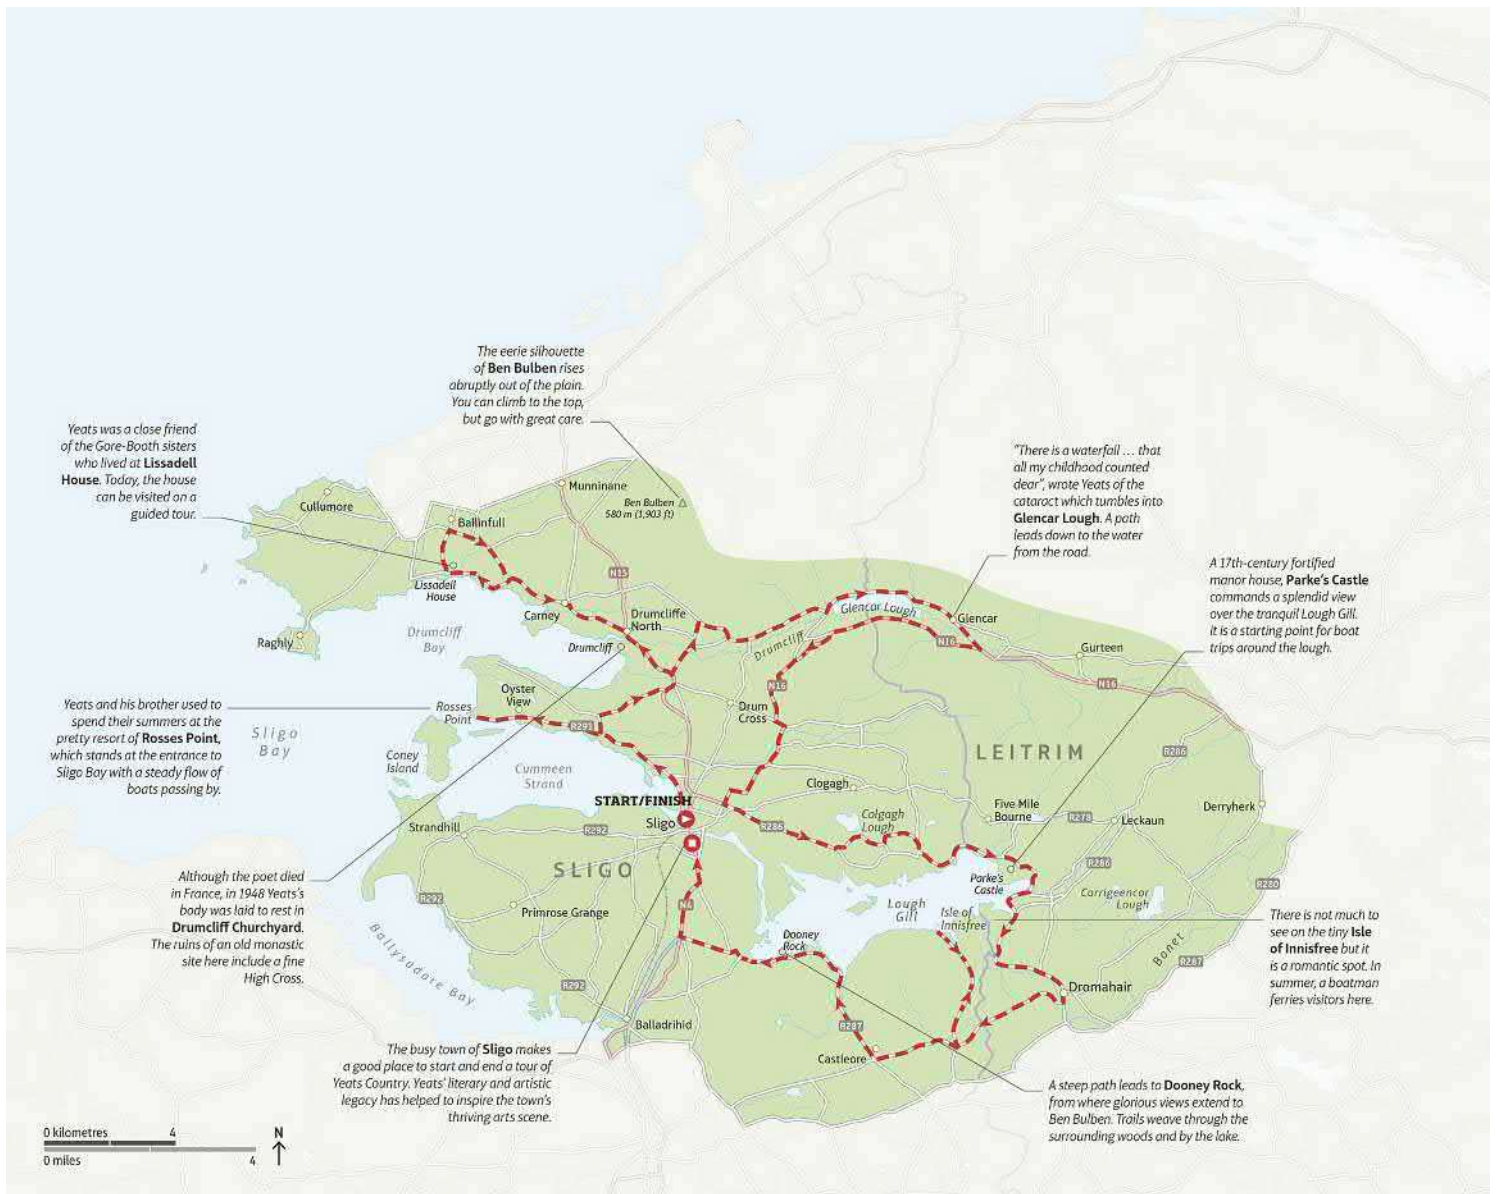 The eerie silhouette
of Ben Bulben rises
abruptly out of the plain.
You can climb to the top,
but go with great care.
Yeats was a close friend
of the Gore-Booth sisters
who lived at Lissadell
House. Today, the house
can be visited on a
guided tour.
"There is a waterfall … that
all my childhood counted
dear", wrote Yeats of the
cataract which tumbles into
Glencar Lough. A path
leads down to the water
from the road.
A 17th-century fortified
manor house, Parke's Castle
commands a splendid view
over the tranquil Lough Gill.
It is a starting point for boat
trips around the lough.
Cullumore
Munninane
Ben Bulben
580 m (1,903 ft)
Ballinfull
N15
Lissadell
House
Carney
Drumcliffe
North
Glencar Lough
Glencar
Raghly
Drumcliff
Bay
Drumcliff
Drumcliff
N16
Gurteen
N16
N16
Oyster
View
Rosses
Point
R291
Drum
Cross
Yeats and his brother used to
spend their summers at the
pretty resort of Rosses Point,
which stands at the entrance to
Sligo Bay with a steady flow of
boats passing by.
Sligo
Bay
Coney
Island
Cummeen
Strand
LEITRIM
R286
Clogagh
START/FINISH
Sligo
Colgagh
Lough
Five Mile
Bourne
R278
Leckaun
Derryherk
Strandhill
R292
R286
R286
SLIGO
Parke's
Castle
R280
R292
N4
Lough
Gill
Isle of
Innisfree
Corrigeencor
Lough
Primrose Grange
Dooney
Rock
Although the poet died
in France, in 1948 Yeats's
body was laid to rest in
Drumcliff Churchyard.
The ruins of an old monastic
site here include a fine
High Cross.
Ballysadare Bay
Bonet
R287
There is not much to
see on the tiny Isle
of Innisfree but it
is a romantic spot. In
summer, a boatman
ferries visitors here.
R292
Dromahair
Balladrihid
R287
Castleore
The busy town of Sligo makes
a good place to start and end a tour of
Yeats Country. Yeats' literary and artistic
legacy has helped to inspire the town's
thriving arts scene.
A steep path leads to Dooney Rock,
from where glorious views extend to
Ben Bulben. Trails weave through the
surrounding woods and by the lake.
0 kilometres 4
0 miles 4
N